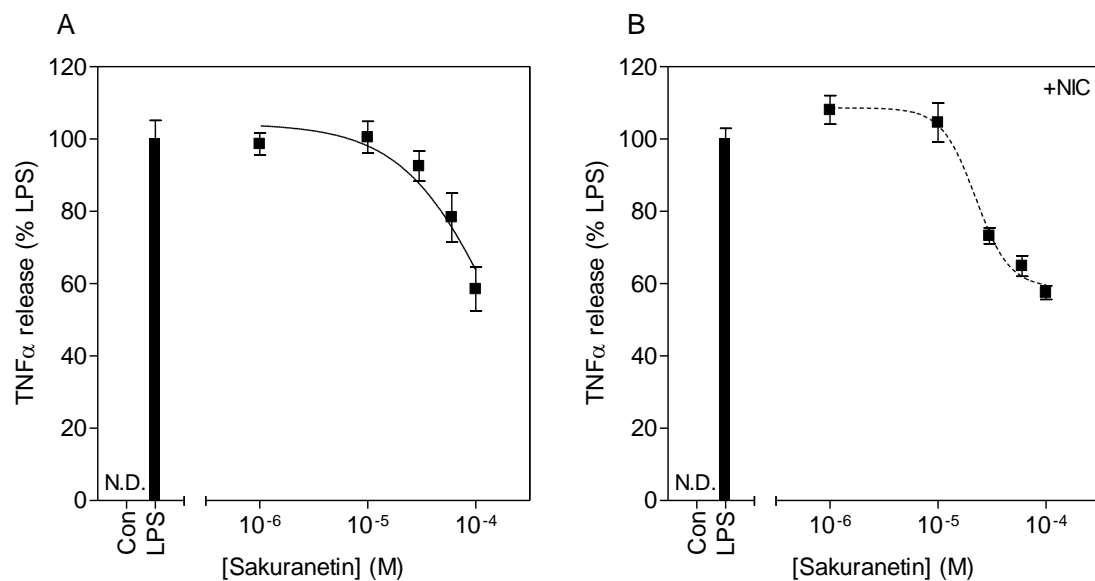 A
120
100
80
60
40
20
0
TNFα release (% LPS)
N.D.
Con
LPS
10-6
10-5
10-4
[Sakuranetin] (M)
B
+NIC
120
100
80
60
40
20
0
TNFα release (% LPS)
N.D.
Con
LPS
10-6
10-5
10-4
[Sakuranetin] (M)